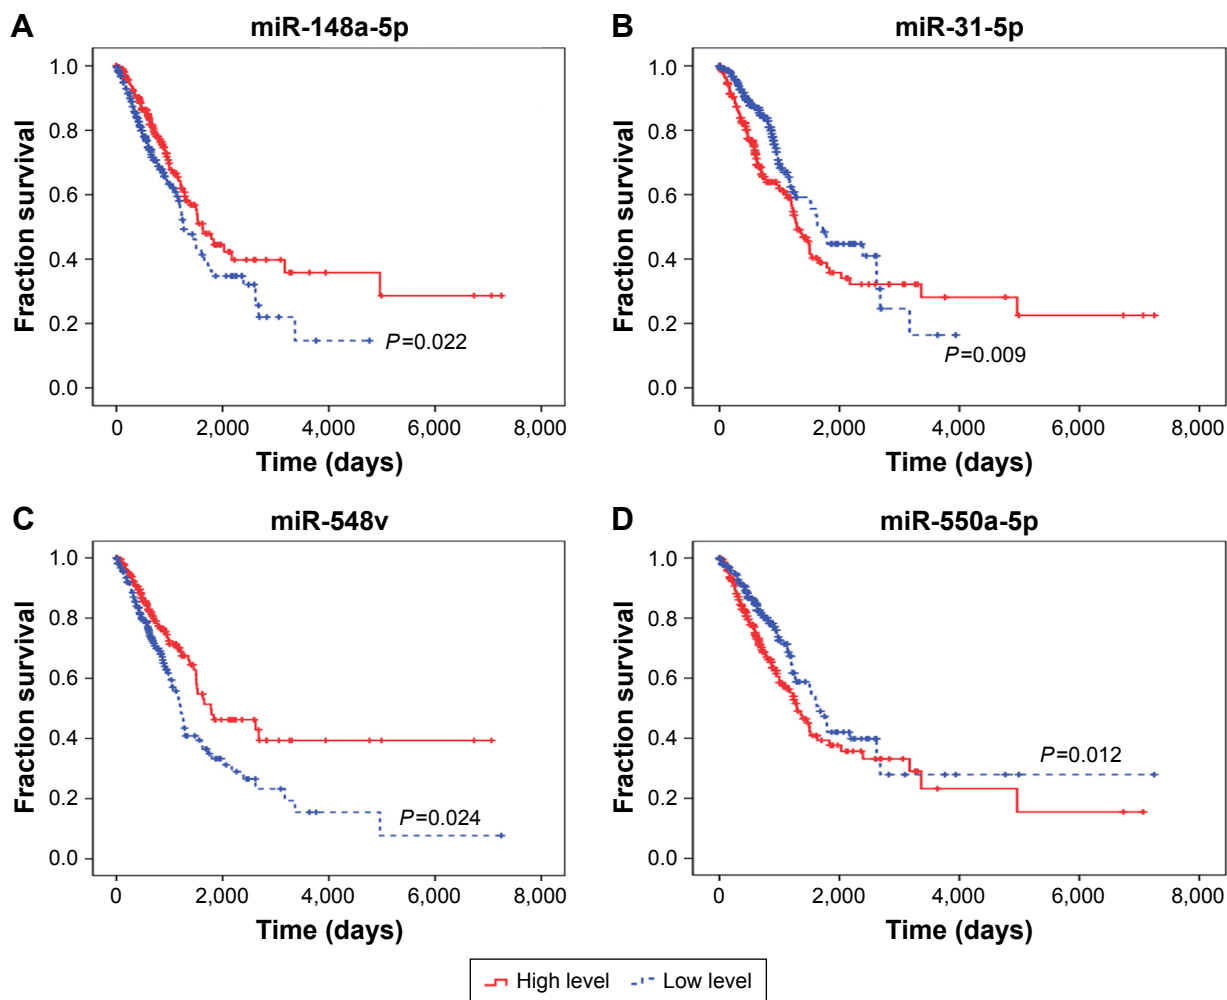 A
miR-148a-5p
Fraction survival
1.0
0.8
0.6
0.4
0.2
0.0
P=0.022
0 2,000 4,000 6,000 8,000
Time (days)
B
miR-31-5p
Fraction survival
1.0
0.8
0.6
0.4
0.2
0.0
P=0.009
0 2,000 4,000 6,000 8,000
Time (days)
C
miR-548v
Fraction survival
1.0
0.8
0.6
0.4
0.2
0.0
P=0.024
0 2,000 4,000 6,000 8,000
Time (days)
D
miR-550a-5p
Fraction survival
1.0
0.8
0.6
0.4
0.2
0.0
P=0.012
0 2,000 4,000 6,000 8,000
Time (days)
High level Low level